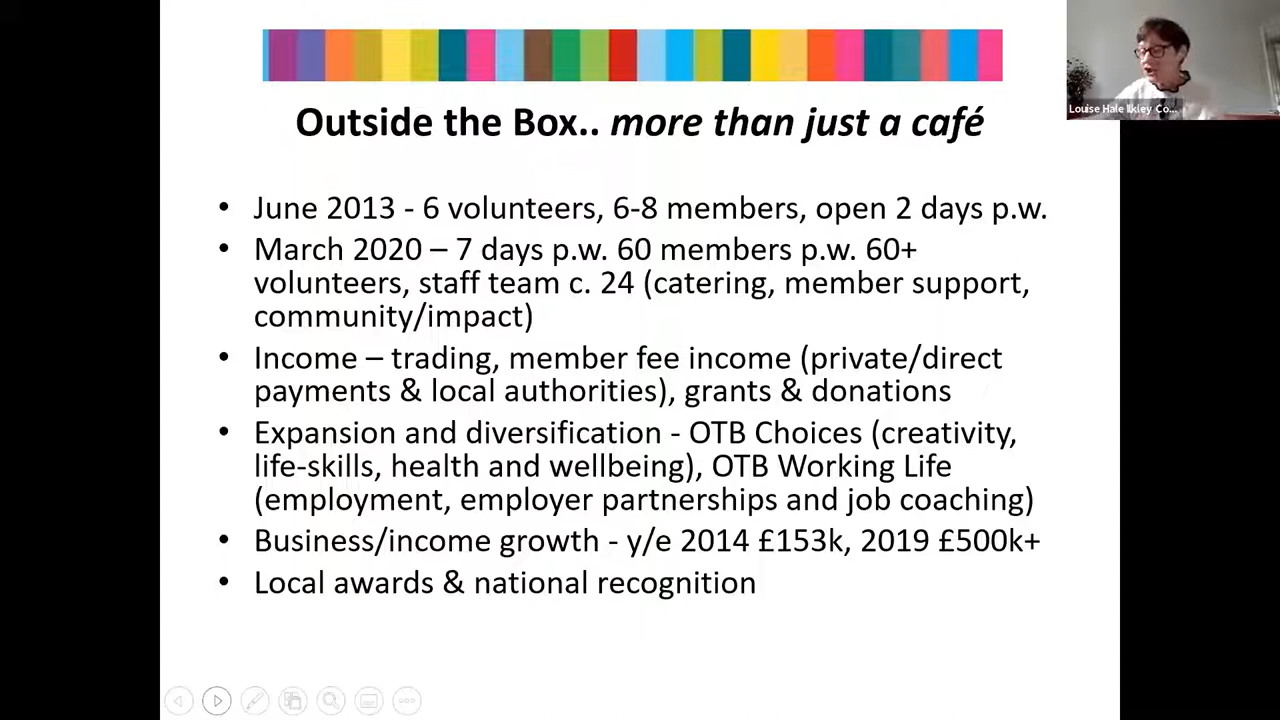 Louise Hale Ilkley Co...
Outside the Box.. more than just a café
• June 2013 - 6 volunteers, 6-8 members, open 2 days p.w.
• March 2020 – 7 days p.w. 60 members p.w. 60+
volunteers, staff team c. 24 (catering, member support,
community/impact)
• Income – trading, member fee income (private/direct
payments & local authorities), grants & donations
• Expansion and diversification - OTB Choices (creativity,
life-skills, health and wellbeing), OTB Working Life
(employment, employer partnerships and job coaching)
• Business/income growth - y/e 2014 £153k, 2019 £500k+
• Local awards & national recognition